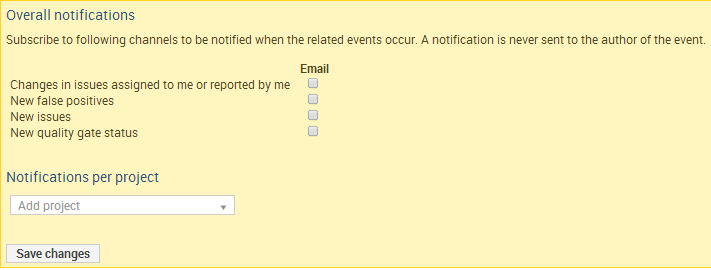 Overall notifications
Subscribe to following channels to be notified when the related events occur. A notification is never sent to the author of the event.
Email
Changes in issues assigned to me or reported by me
New false positives
New issues
New quality gate status
Notifications per project
Add project
Save changes